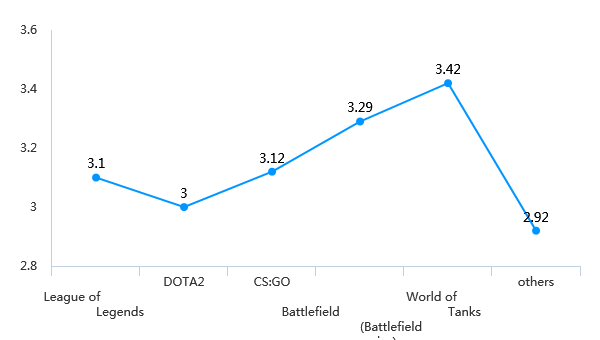 3.6
3.4
3.2
3
2.8
3.1
3
3.12
3.29
3.42
2.92
League of
Legends
DOTA2
CS:GO
Battlefield
(Battlefield
World of
Tanks
others